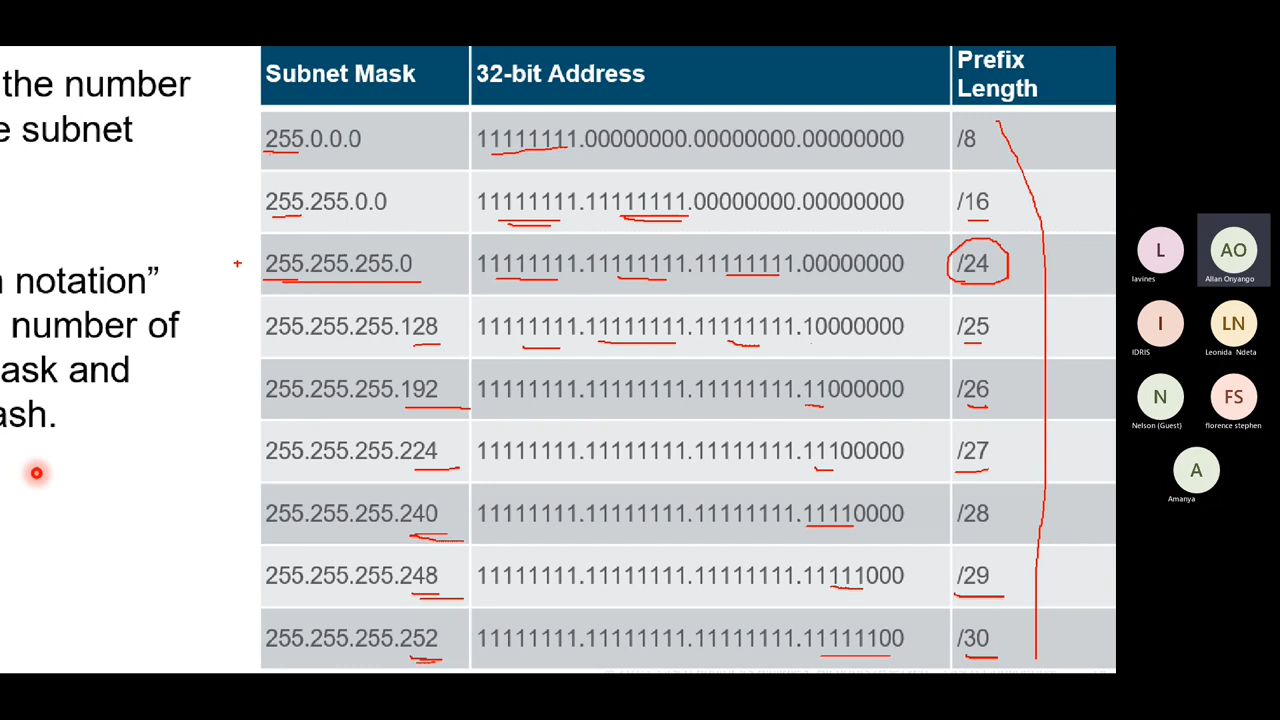 the number
e subnet
n notation”
number of
ask and
ash.
Subnet Mask 32-bit Address Prefix Length
255.0.0.0 11111111.00000000.00000000.00000000 /8
255.255.0.0 11111111.11111111.00000000.00000000 /16
255.255.255.0 11111111.11111111.11111111.00000000 /24
255.255.255.128 11111111.11111111.11111111.10000000 /25
255.255.255.192 11111111.11111111.11111111.11000000 /26
255.255.255.224 11111111.11111111.11111111.11100000 /27
255.255.255.240 11111111.11111111.11111111.11110000 /28
255.255.255.248 11111111.11111111.11111111.11111000 /29
255.255.255.252 11111111.11111111.11111111.11111100 /30
L AO
lavines Allan Onyango
I LN
IDRIS Leonida Ndeta
N FS
Nelson (Guest) florence stephen
A
Amanya